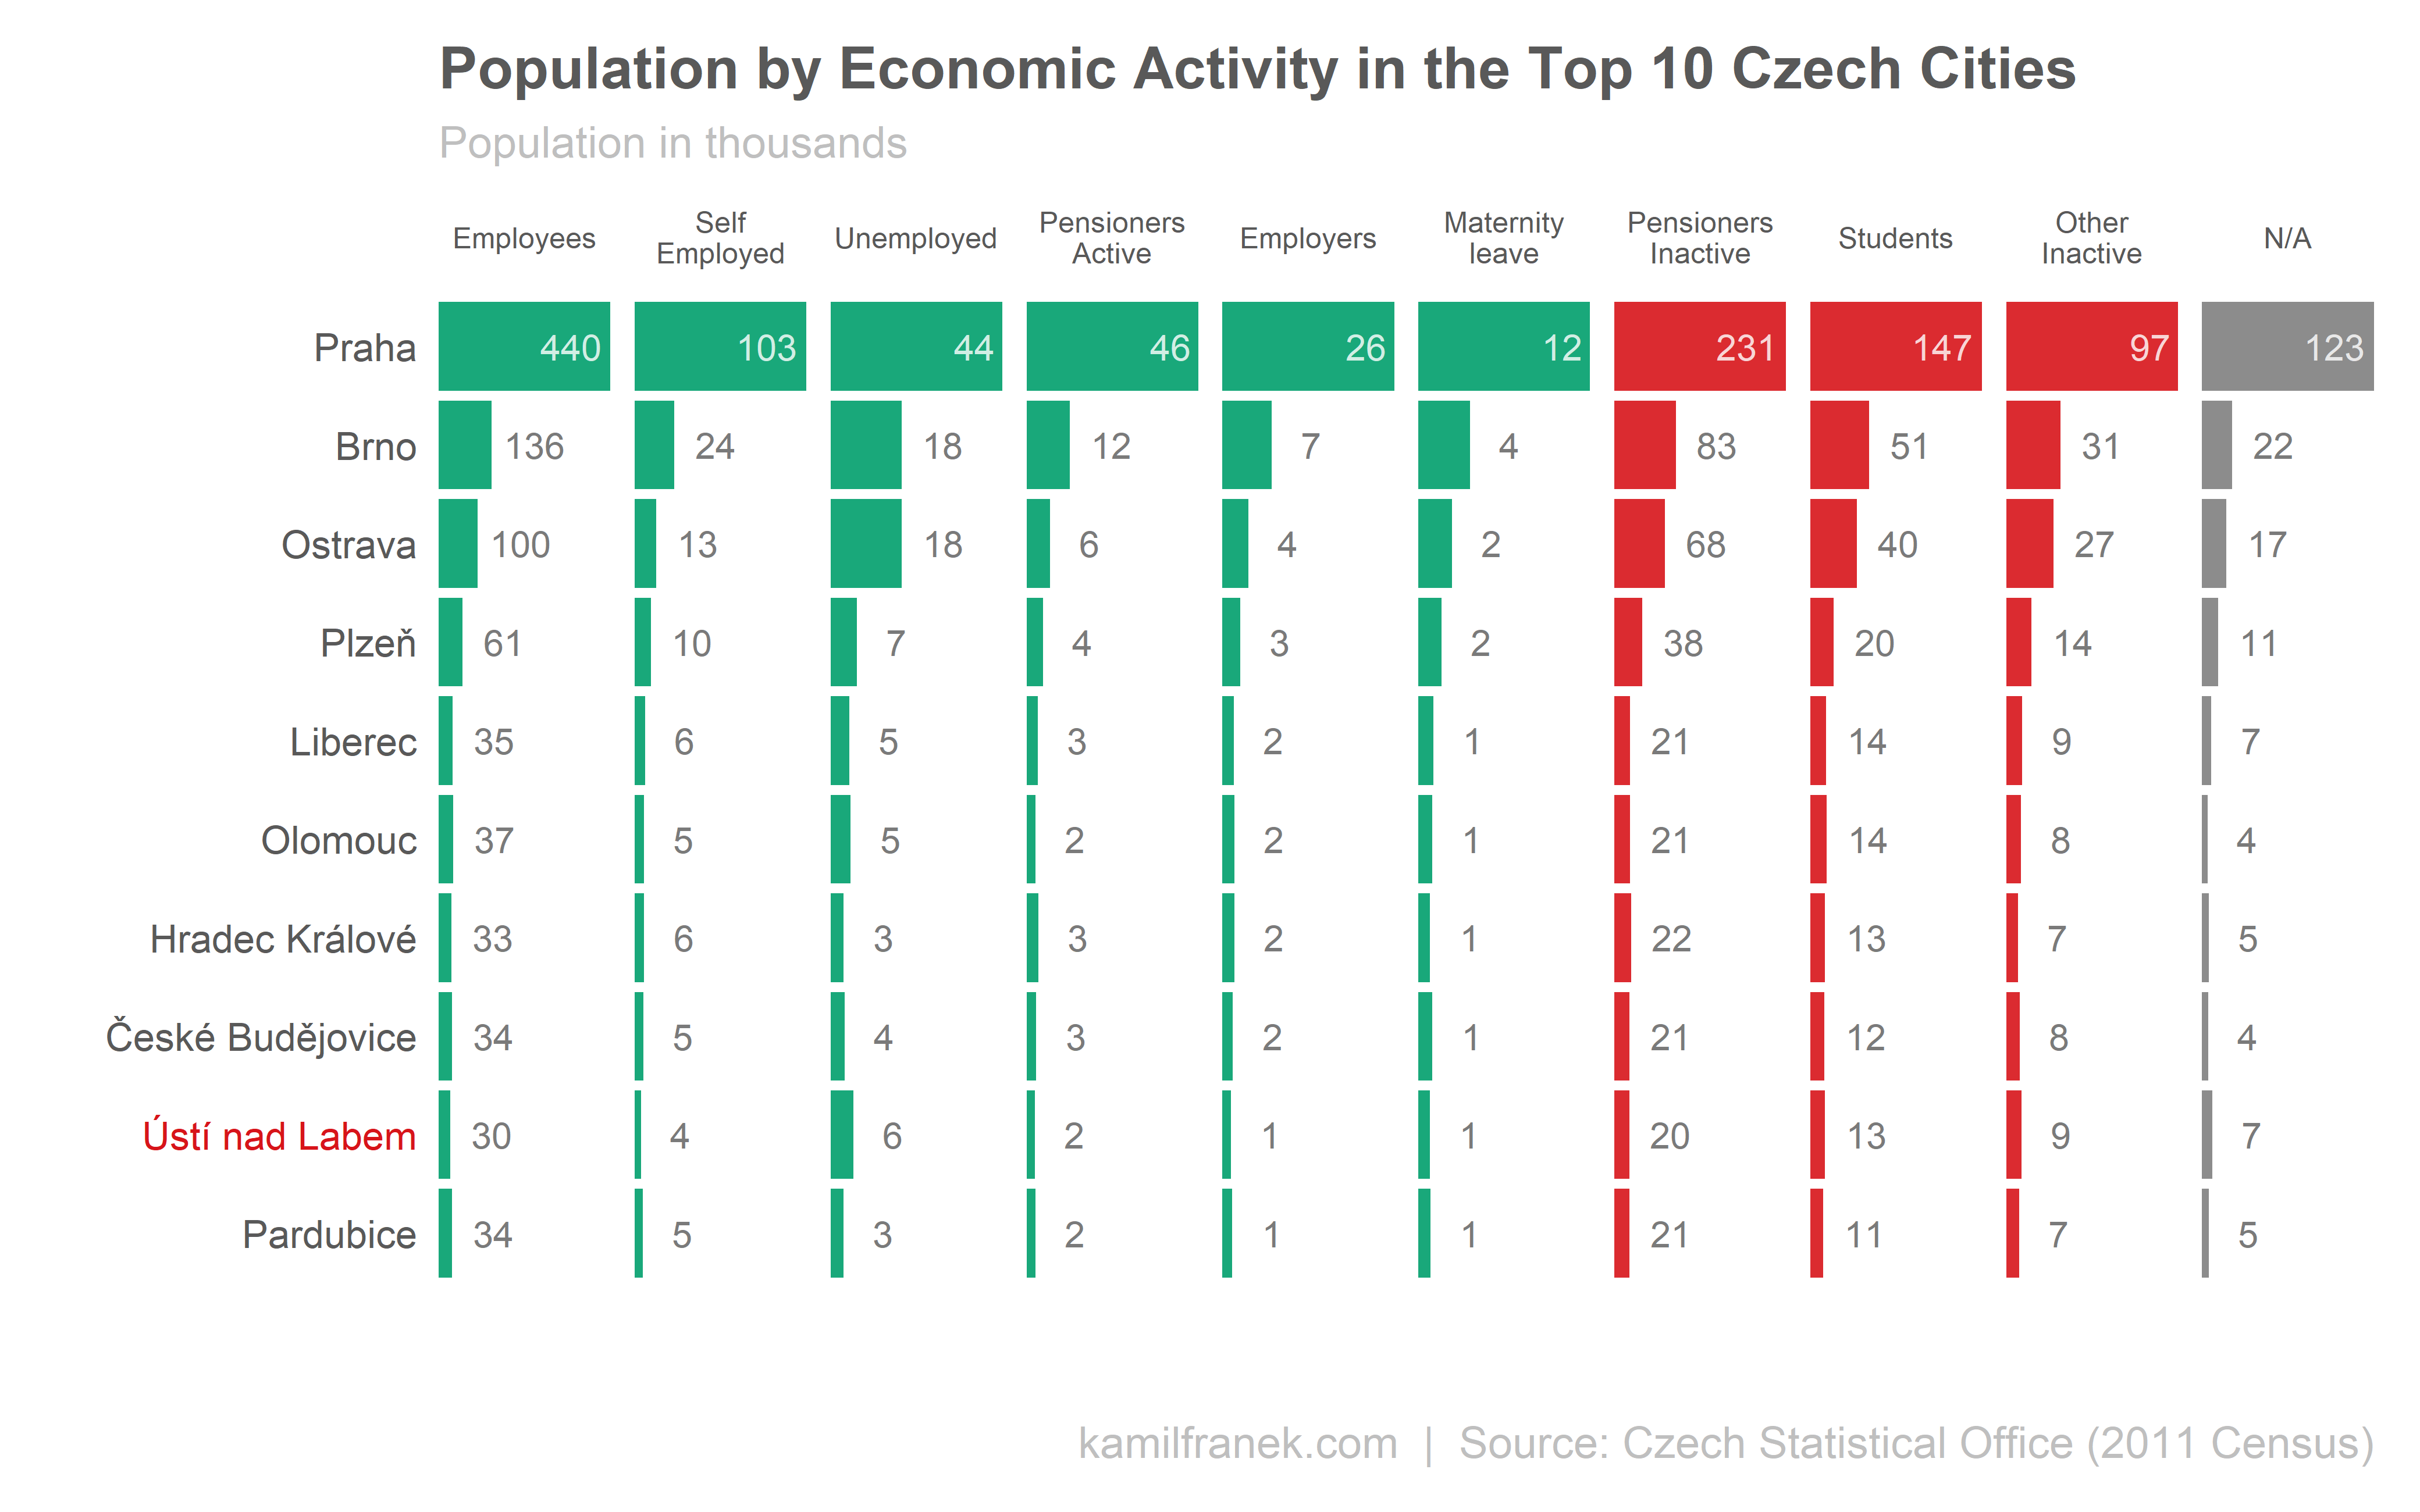 Population by Economic Activity in the Top 10 Czech Cities
Population in thousands
Employees Self Employed Unemployed Pensioners Active Employers Maternity leave Pensioners Inactive Students Other Inactive N/A
Praha 440 103 44 46 26 12 231 147 97 123
Brno 136 24 18 12 7 4 83 51 31 22
Ostrava 100 13 18 6 4 2 68 40 27 17
Plzeň 61 10 7 4 3 2 38 20 14 11
Liberec 35 6 5 3 2 1 21 14 9 7
Olomouc 37 5 5 2 2 1 21 14 8 4
Hradec Králové 33 6 3 3 2 1 22 13 7 5
České Budějovice 34 5 4 3 2 1 21 12 8 4
Ústí nad Labem 30 4 6 2 1 1 20 13 9 7
Pardubice 34 5 3 2 1 1 21 11 7 5
kamilfranek.com | Source: Czech Statistical Office (2011 Census)